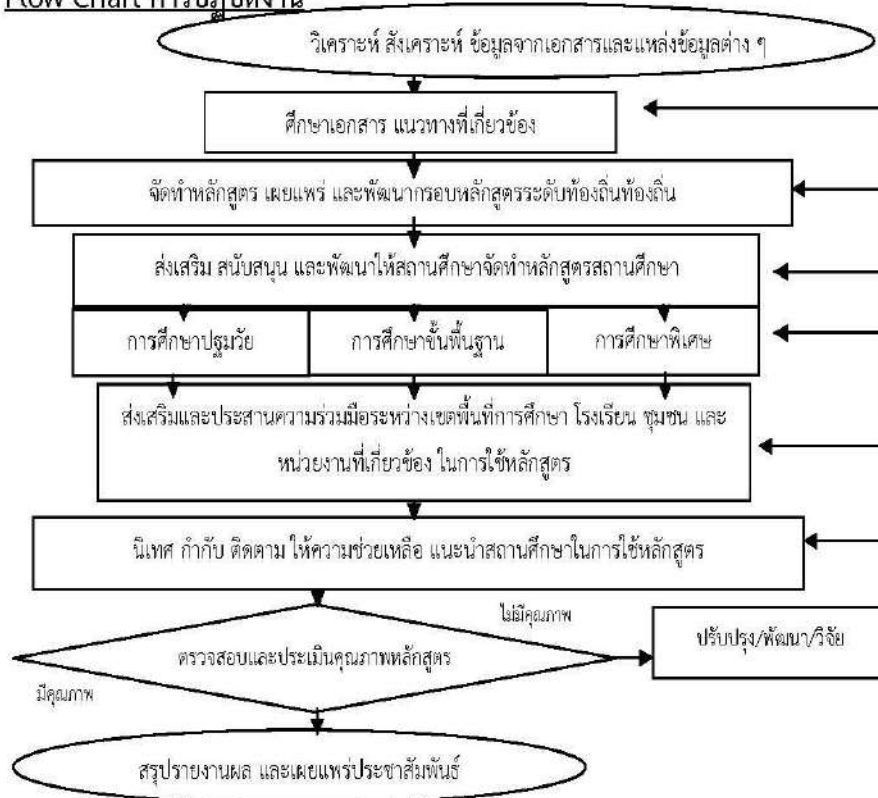 Flow Chart การปฏิบัติงาน
วิเคราะห์ สังเคราะห์ ข้อมูลจากเอกสารและแหล่งข้อมูลต่าง ๆ
ศึกษาเอกสาร แนวทางที่เกี่ยวข้อง
จัดทำหลักสูตร เผยแพร่ และพัฒนากรอบหลักสูตรระดับท้องถิ่นท้องถิ่น
ส่งเสริม สนับสนุน และพัฒนาให้สถานศึกษาจัดทำหลักสูตรสถานศึกษา
การศึกษาปฐมวัย
การศึกษาขั้นพื้นฐาน
การศึกษาพิเศษ
ส่งเสริมและประสานความร่วมมือระหว่างเขตพื้นที่การศึกษา โรงเรียน ชุมชน และ
หน่วยงานที่เกี่ยวข้อง ในการใช้หลักสูตร
นิเทศ กำกับ ติดตาม ให้ความช่วยเหลือ แนะนำสถานศึกษาในการใช้หลักสูตร
ไม่มีคุณภาพ
ปรับปรุง/พัฒนา/วิจัย
ตรวจสอบและประเมินคุณภาพหลักสูตร
มีคุณภาพ
สรุปรายงานผล และเผยแพร่ประชาสัมพันธ์